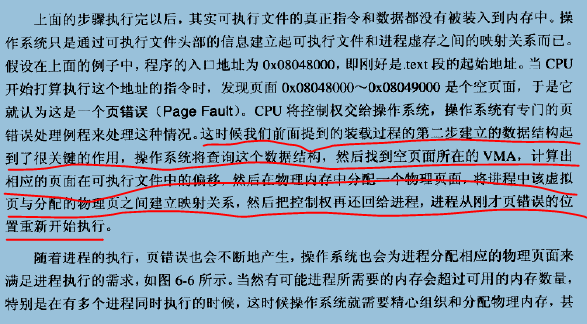 上面的步骤执行完以后，其实可执行文件的真正指令和数据都没有被装入到内存中。操
作系统只是通过可执行文件头部的信息建立起可执行文件和进程虚存之间的映射关系而已。
假设在上面的例子中，程序的入口地址为 0x08048000，即刚好是.text 段的起始地址。当 CPU
开始打算执行这个地址的指令时，发现页面 0x08048000～0x08049000 是个空页面，于是它
就认为这是一个页错误（Page Fault）。CPU 将控制权交给操作系统，操作系统有专门的页
错误处理例程来处理这种情况。这时候我们前面提到的装载过程的第二步建立的数据结构起
到了很关键的作用，操作系统将查询这个数据结构，然后找到空页面所在的 VMA，计算出
相应的页面在可执行文件中的偏移，然后在物理内存中分配一个物理页面，将进程中该虚拟
页与分配的物理页之间建立映射关系，然后把控制权再还回给进程，进程从刚才页错误的位
置重新开始执行。
随着进程的执行，页错误也会不断地产生，操作系统也会为进程分配相应的物理页面来
满足进程执行的需求，如图 6-6 所示。当然有可能进程所需要的内存会超过可用的内存数量，
特别是在有多个进程同时执行的时候，这时候操作系统就需要精心组织和分配物理内存，甚